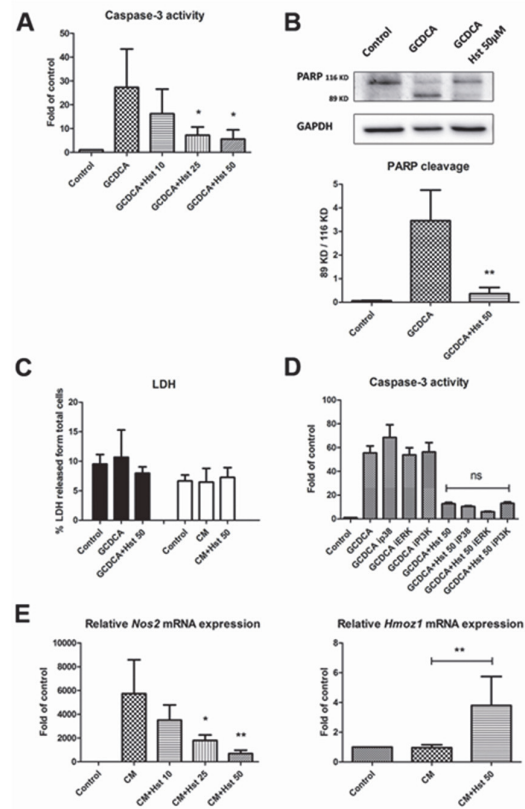 A
Caspase-3 activity
Fold of control
50
40
30
20
10
0
*
*
Control
GCDCA
GCDCA+Hst 10
GCDCA+Hst 25
GCDCA+Hst 50
B
Control
GCDCA
GCDCA
Hst 50µM
PARP 116 KD
89 KD
GAPDH
PARP cleavage
89 KD / 116 KD
5
4
3
2
1
0
**
Control
GCDCA
GCDCA+Hst 50
C
LDH
% LDH released form total cells
50
40
30
20
10
0
Control
GCDCA
GCDCA+Hst 50
Control
CM
CM+Hst 50
D
Caspase-3 activity
Fold of control
100
80
60
40
20
0
ns
Control
GCDCA
GCDCA ip38
GCDCA iERK
GCDCA iPI3K
GCDCA+Hst 50
GCDCA+Hst 50 ip38
GCDCA+Hst 50 iERK
GCDCA+Hst 50 iPI3K
E
Relative Nos2 mRNA expression
Fold of control
10000
8000
6000
4000
2000
0
*
**
Control
CM
CM+Hst 10
CM+Hst 25
CM+Hst 50
Relative Hmoz1 mRNA expression
Fold of control
8
6
4
2
0
**
Control
CM
CM+Hst 50